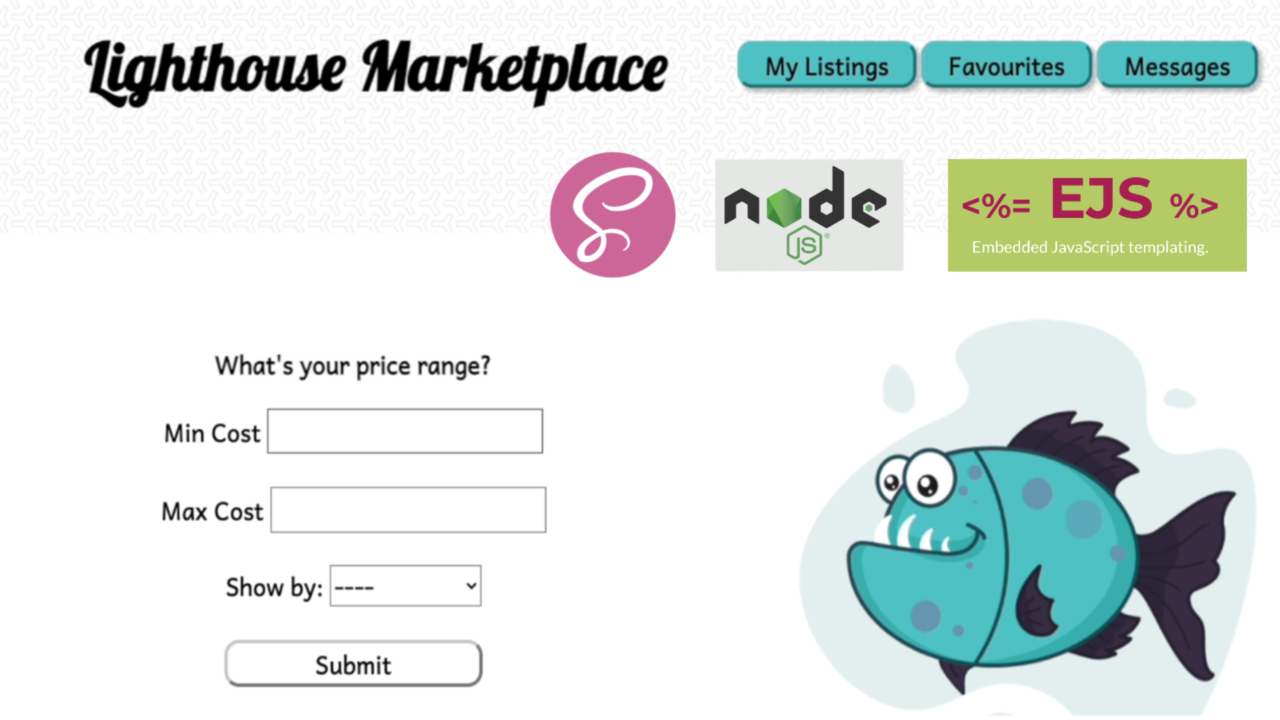 Lighthouse Marketplace
My Listings
Favourites
Messages
node
JS
<%= EJS %>
Embedded JavaScript templating.
What's your price range?
Min Cost
Max Cost
Show by: ----
Submit